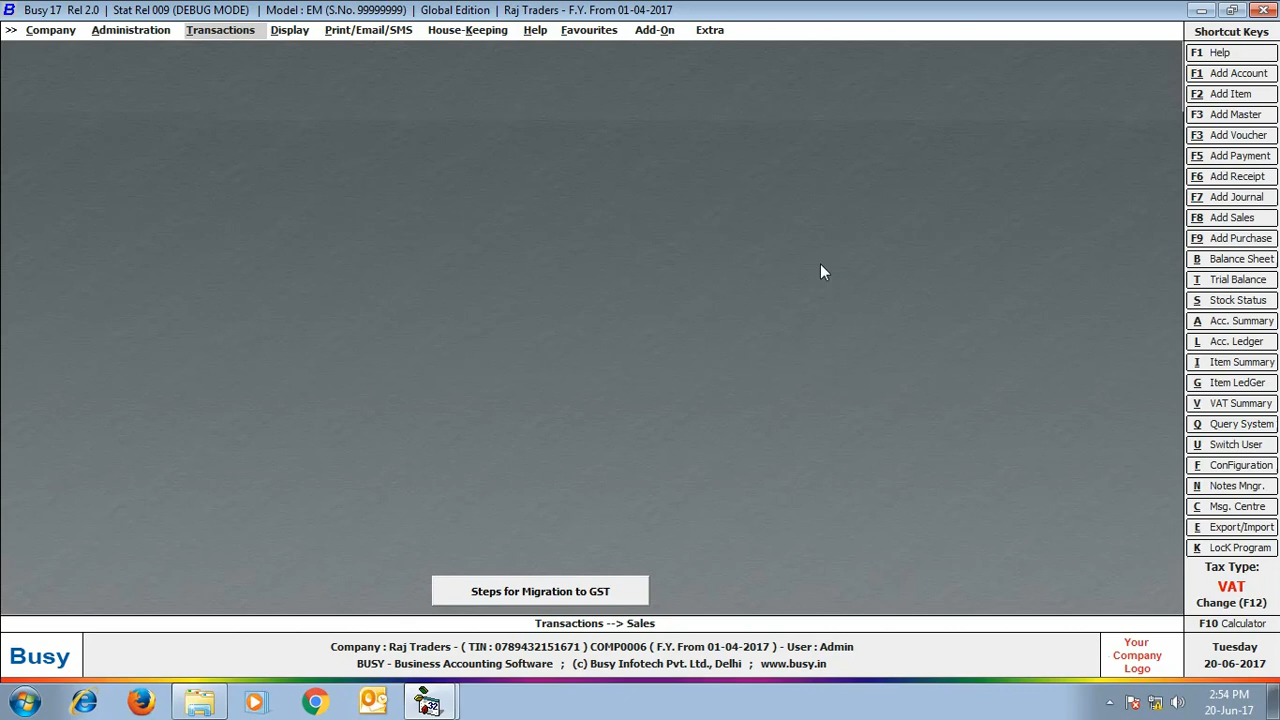 Busy 17 Rel 2.0 | Stat Rel 009 (DEBUG MODE) | Model : EM (S.No. 99999999) | Global Edition | Raj Traders - F.Y. From 01-04-2017
>> Company Administration Transactions Display Print/Email/SMS House-Keeping Help Favourites Add-On Extra
Shortcut Keys
F1 Help
F1 Add Account
F2 Add Item
F3 Add Master
F3 Add Voucher
F5 Add Payment
F6 Add Receipt
F7 Add Journal
F8 Add Sales
F9 Add Purchase
B Balance Sheet
T Trial Balance
S Stock Status
A Acc. Summary
L Acc. Ledger
I Item Summary
G Item LedGer
V VAT Summary
Q Query System
U Switch User
F ConFiguration
N Notes Mngr.
C Msg. Centre
E Export/Import
K LocK Program
Tax Type:
VAT
Change (F12)
F10 Calculator
Steps for Migration to GST
Transactions --> Sales
Busy
Company : Raj Traders - ( TIN : 0789432151671 ) COMP0006 ( F.Y. From 01-04-2017 ) - User : Admin
BUSY - Business Accounting Software ; (c) Busy Infotech Pvt. Ltd., Delhi ; www.busy.in
Your
Company
Logo
Tuesday
20-06-2017
32
2:54 PM
20-Jun-17